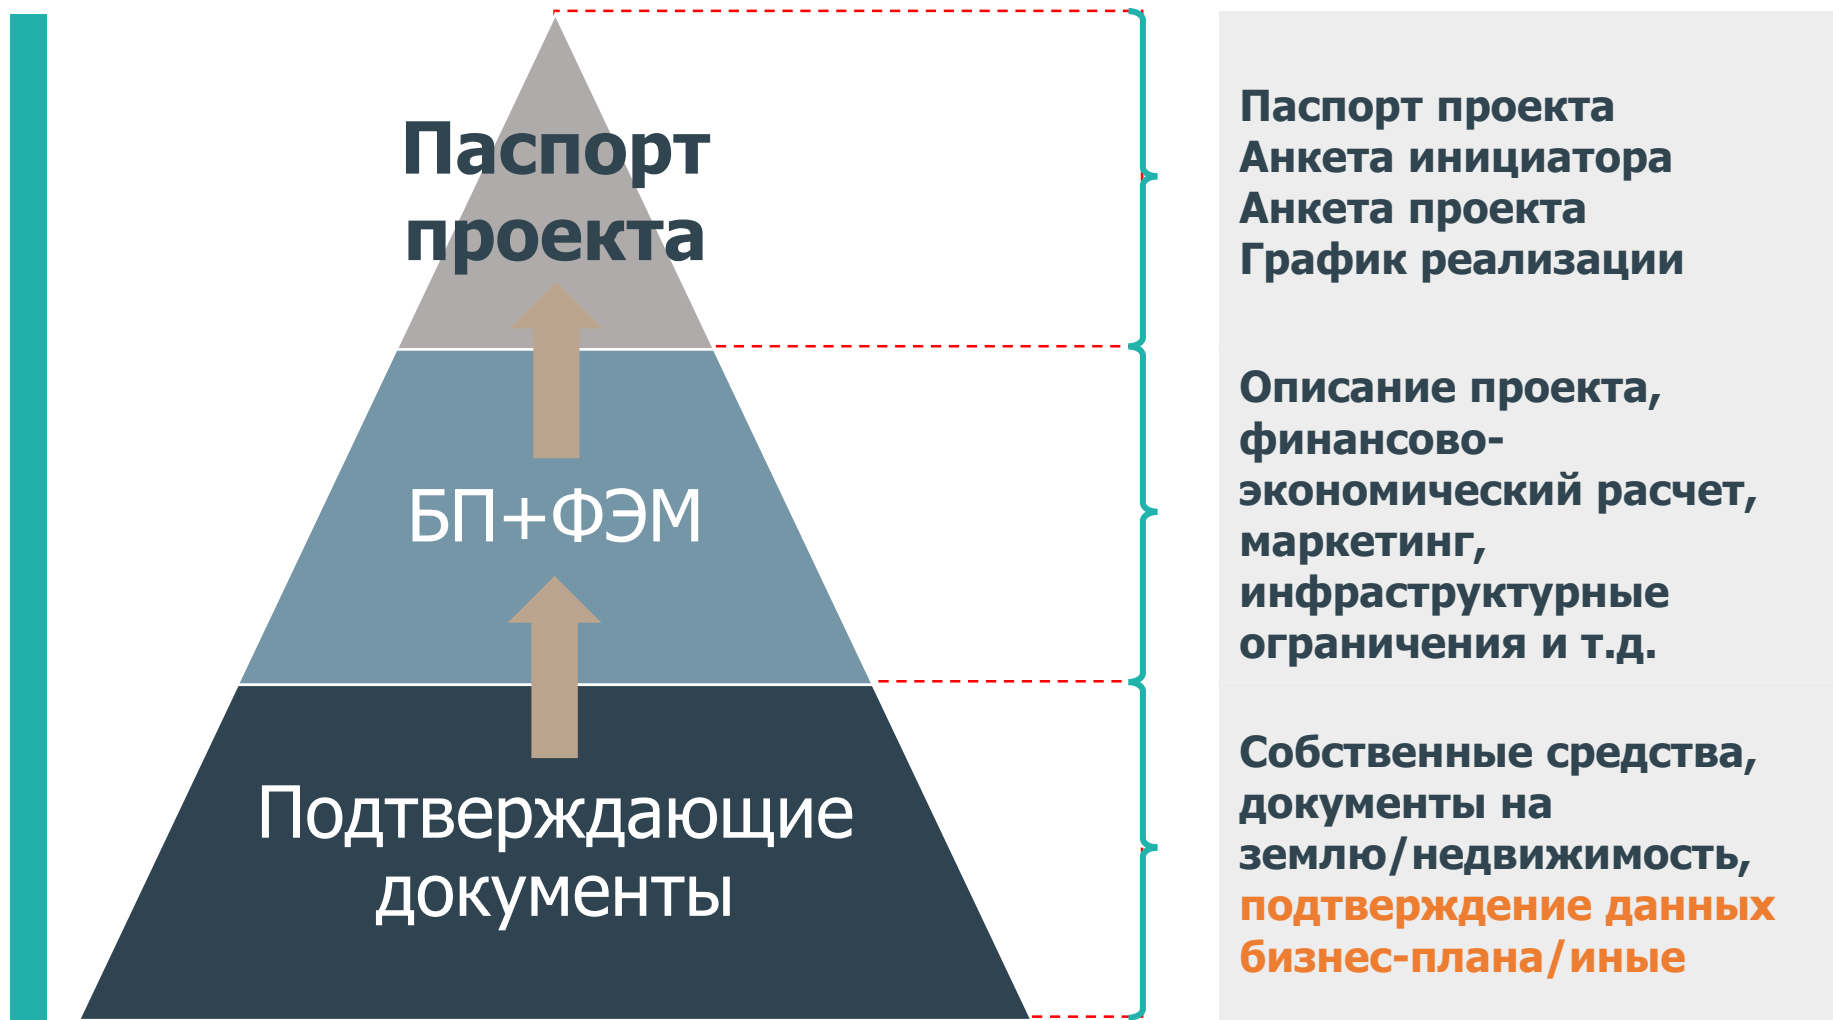 Паспорт
проекта
БП+ФЭМ
Подтверждающие
документы
Паспорт проекта
Анкета инициатора
Анкета проекта
График реализации
Описание проекта,
финансово-
экономический расчет,
маркетинг,
инфраструктурные
ограничения и т.д.
Собственные средства,
документы на
землю/недвижимость,
подтверждение данных
бизнес-плана/иные